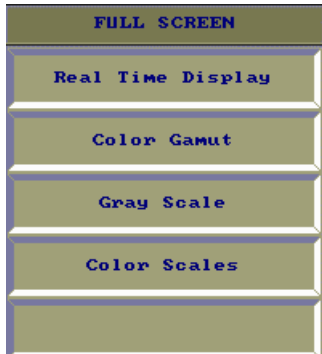 FULL SCREEN
Real Time Display
Color Gamut
Gray Scale
Color Scales